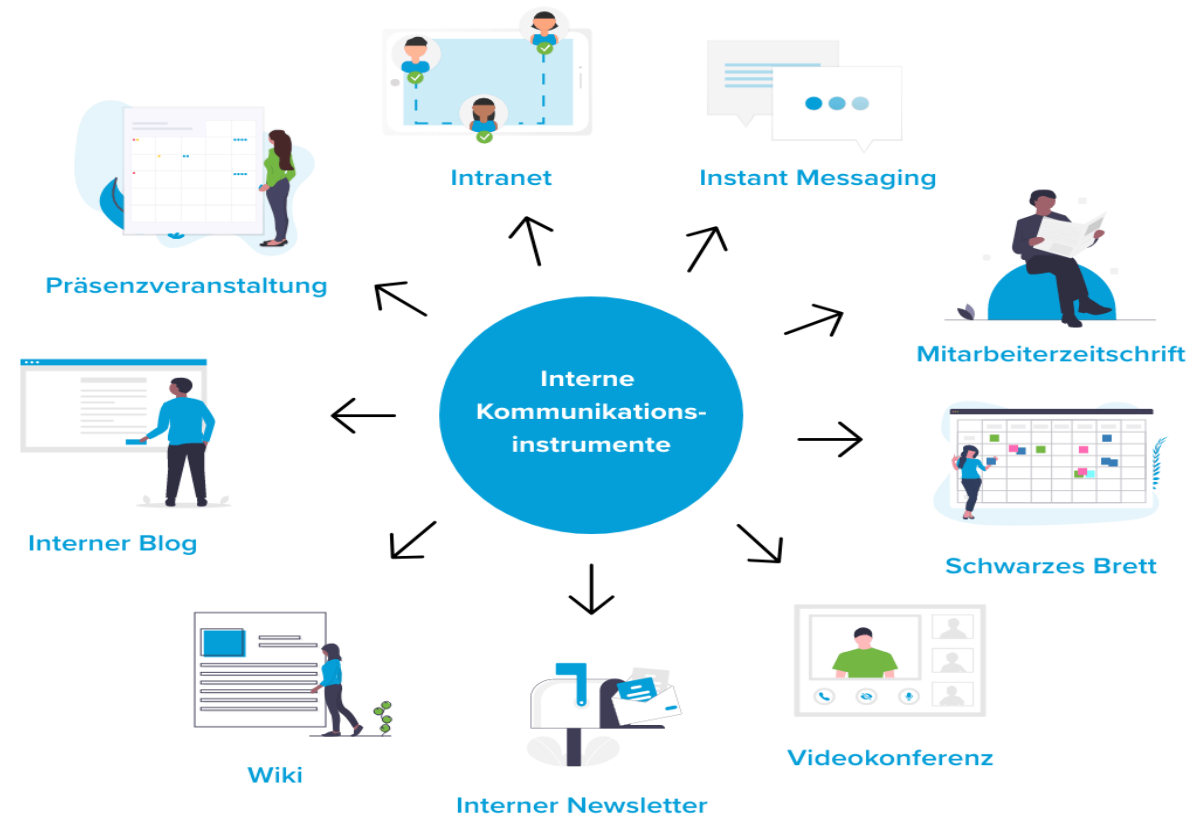 Intranet
Instant Messaging
Präsenzveranstaltung
Mitarbeiterzeitschrift
Interne
Kommunikations-
instrumente
Interner Blog
Schwarzes Brett
Wiki
Videokonferenz
Interner Newsletter